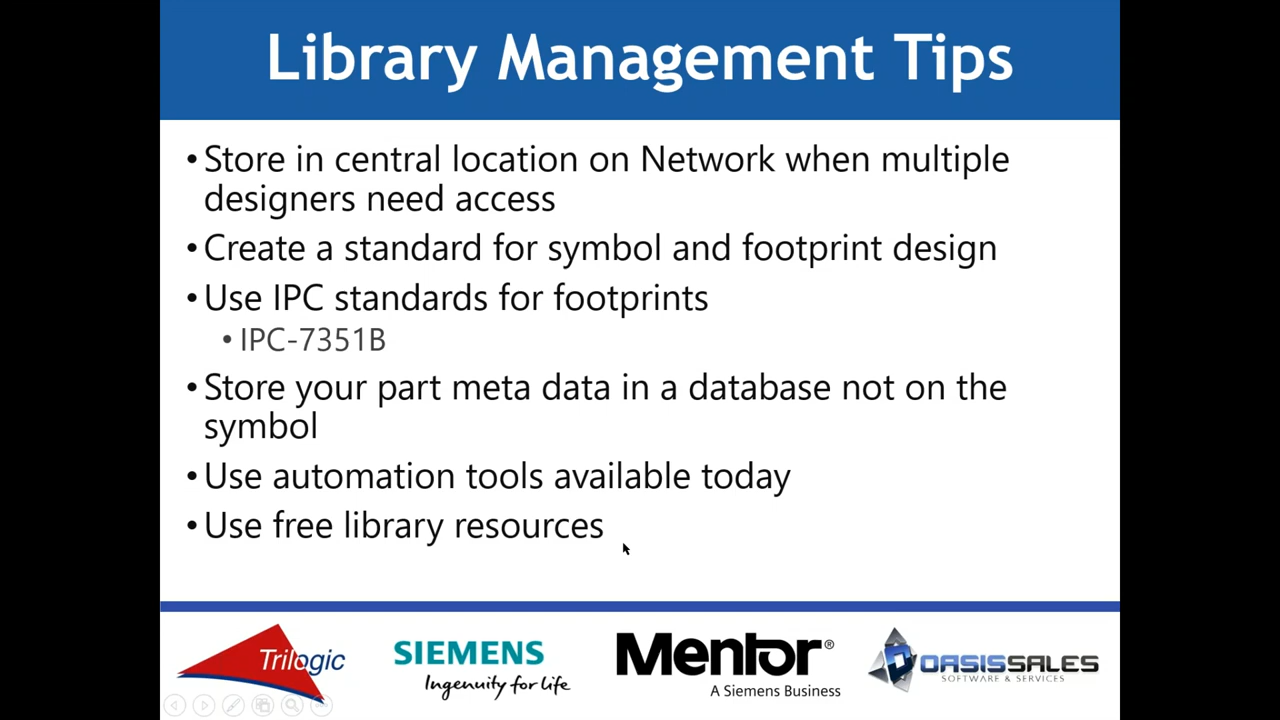 Library Management Tips
• Store in central location on Network when multiple
designers need access
• Create a standard for symbol and footprint design
• Use IPC standards for footprints
• IPC-7351B
• Store your part meta data in a database not on the
symbol
• Use automation tools available today
• Use free library resources
Trilogic
SIEMENS
Ingenuity for life
Mentor®
A Siemens Business
OASISSALES
SOFTWARE & SERVICES